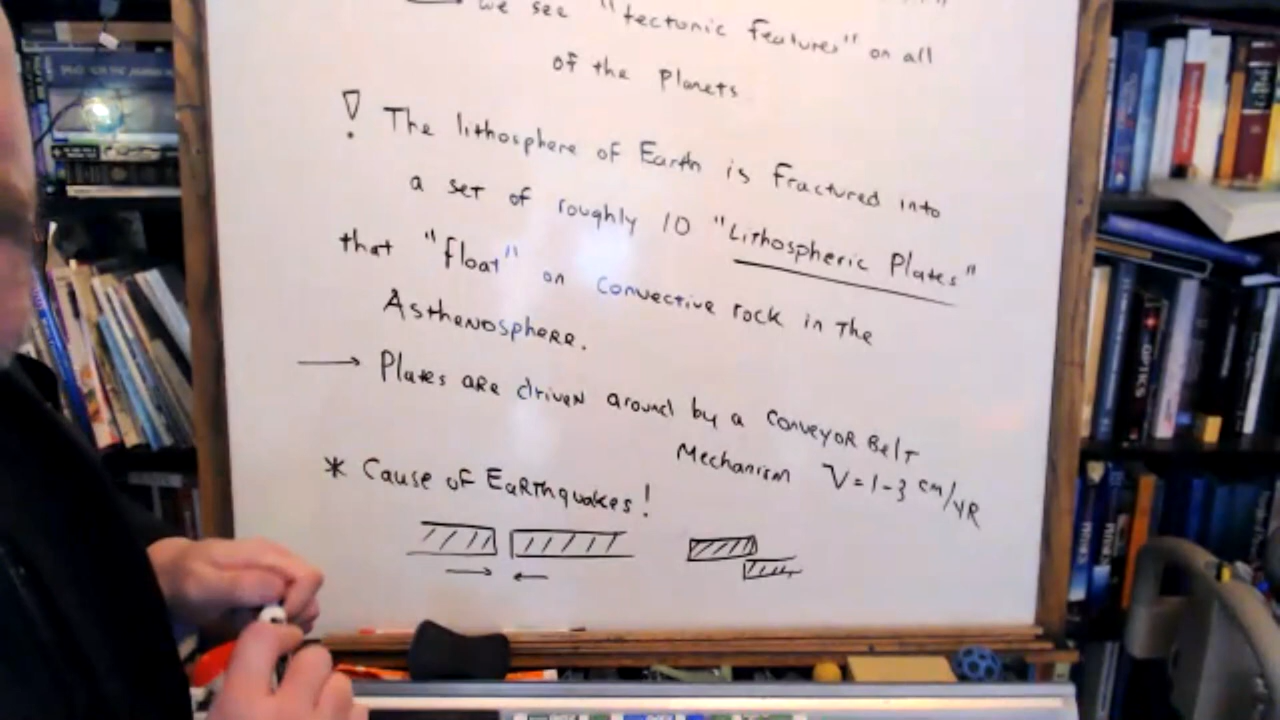 we see "tectonic features" on all
of the planets
! The lithosphere of Earth is fractured into
a set of roughly 10 "Lithospheric Plates"
that "float" on convective rock in the
Asthenosphere.
→ Plates are driven around by a conveyor Belt
Mechanism V = 1-3 cm/yR
* Cause of Earthquakes!
OPTICS